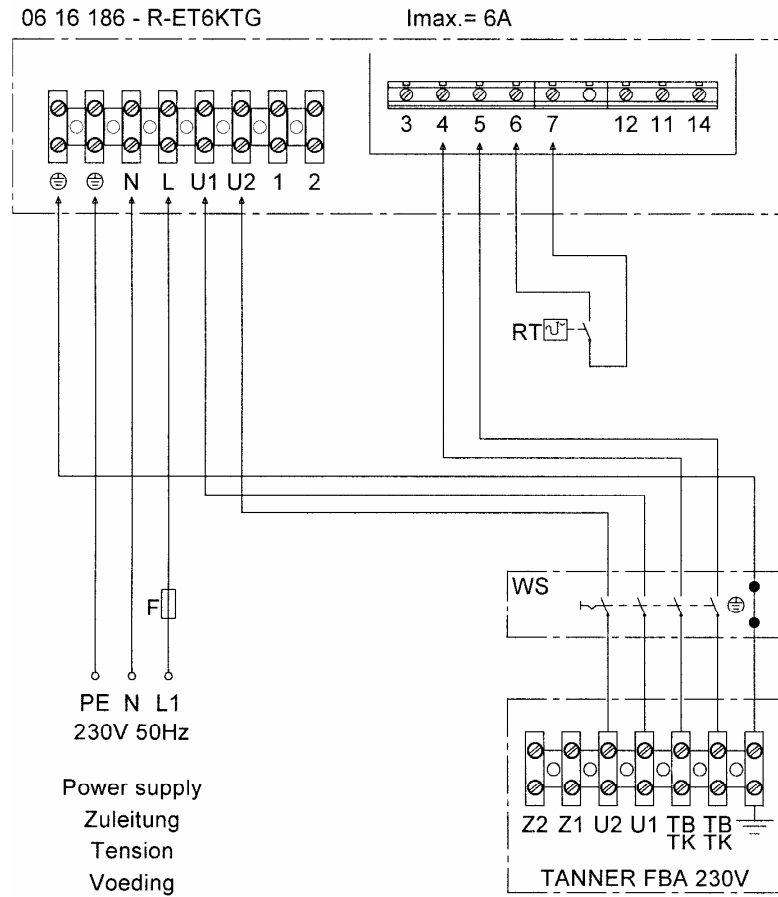 06 16 186 - R-ET6KTG Imax.= 6A
3 4 5 6 7 12 11 14
N L U1 U2 1 2
RT
WS
F
PE N L1
230V 50Hz
Power supply
Zuleitung
Tension
Voeding
Z2 Z1 U2 U1 TB TB
TK TK
TANNER FBA 230V